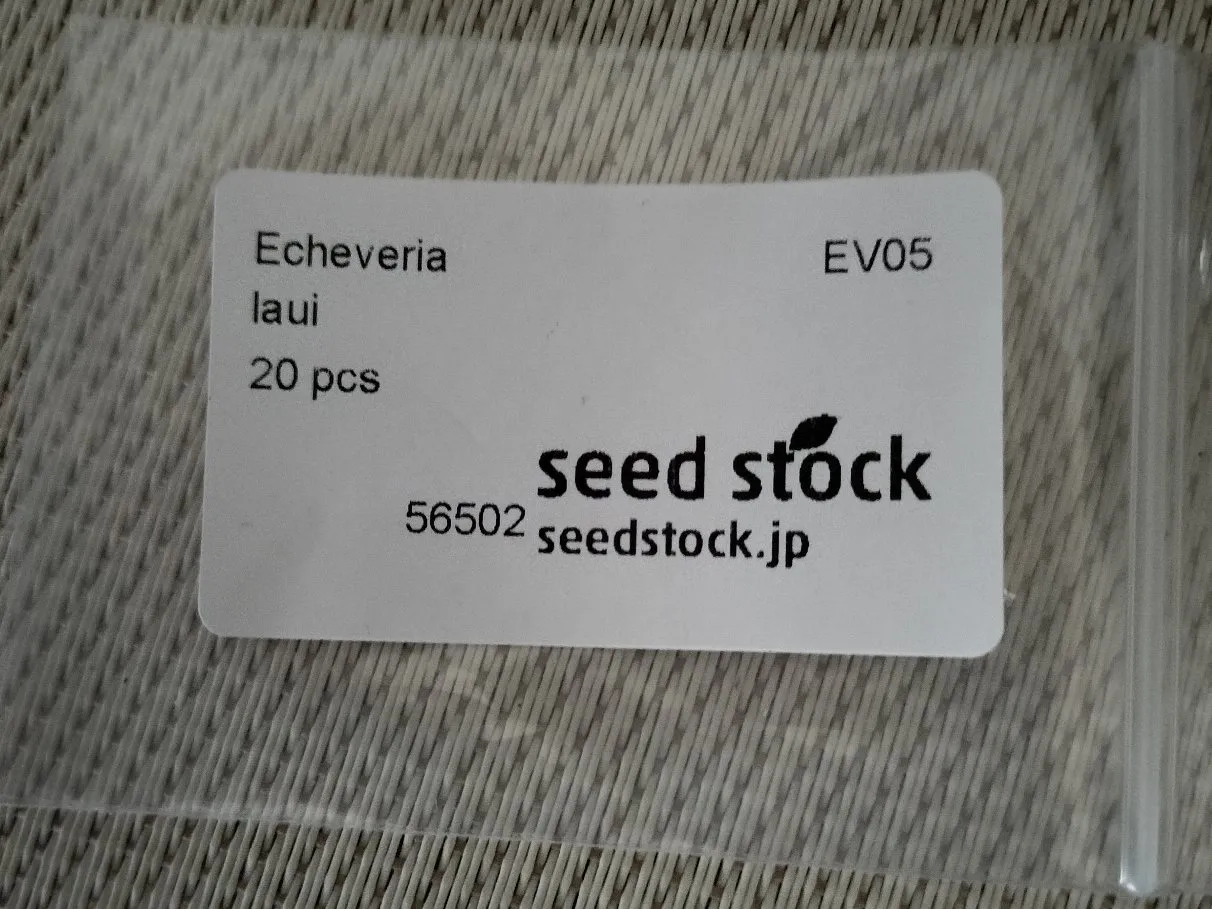 Echeveria EV05
laui
20 pcs
seed stock
56502 seedstock.jp